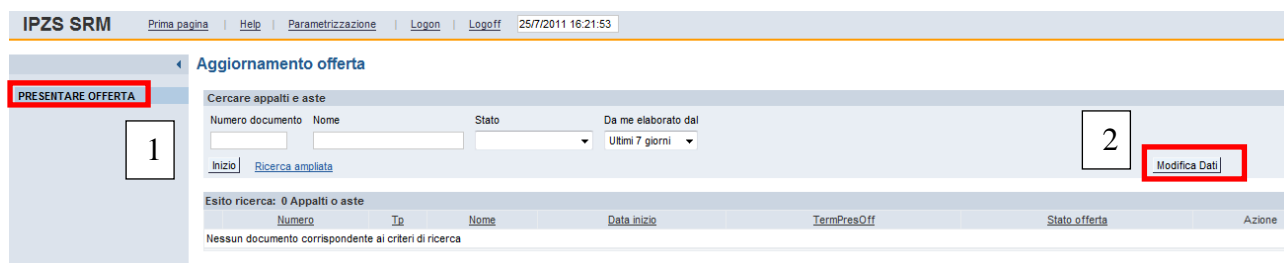 IPZS SRM Prima pagina | Help | Parametrizzazione | Logon | Logoff 25/7/2011 16:21:53
Aggiornamento offerta
PRESENTARE OFFERTA
1
Cercare appalti e aste
Numero documento Nome Stato Da me elaborato dal
Ultimi 7 giorni
2
Inizio Ricerca ampliata Modifica Dati
Esito ricerca: 0 Appalti o aste
Numero Tp Nome Data inizio TermPresOff Stato offerta Azione
Nessun documento corrispondente ai criteri di ricerca